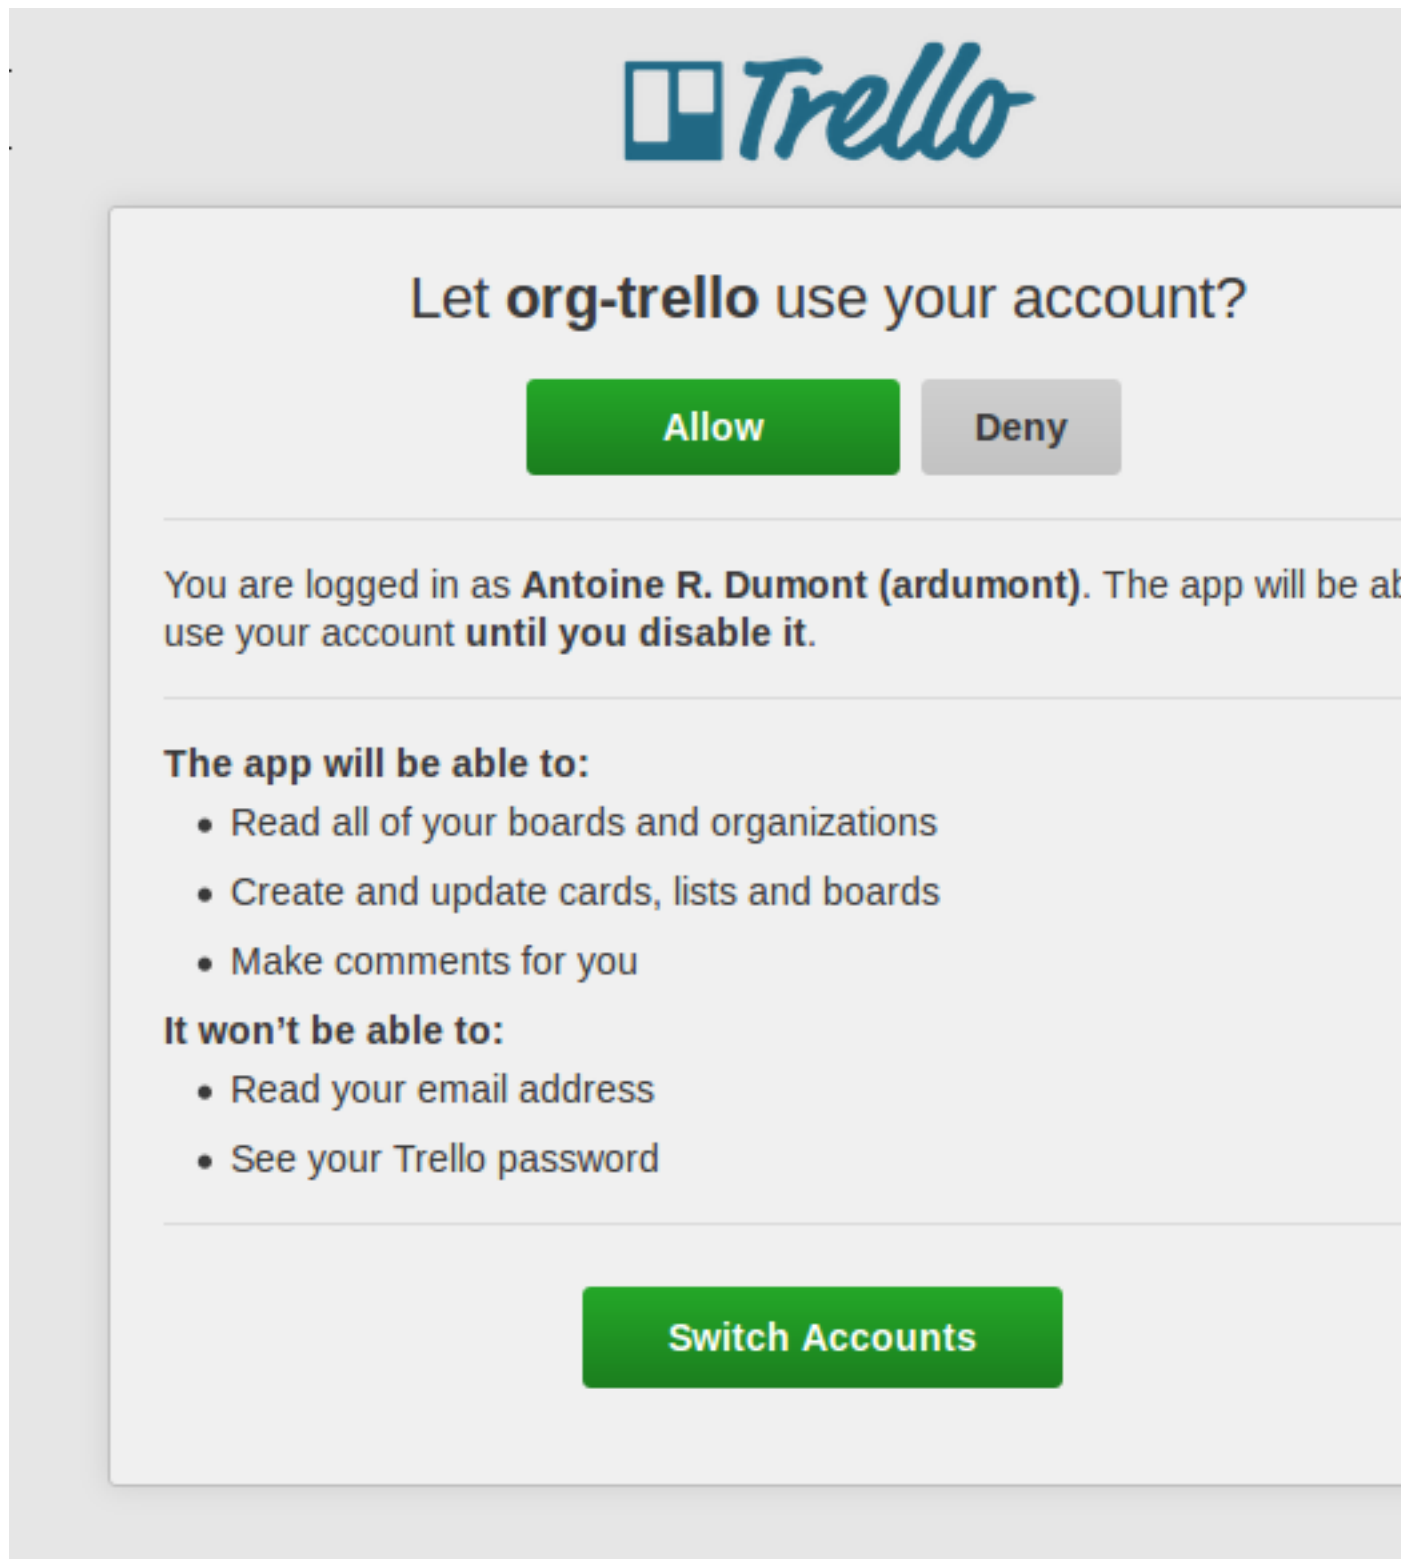 Trello
Let org-trello use your account?
Allow
Deny
You are logged in as Antoine R. Dumont (ardumont). The app will be
use your account until you disable it.
The app will be able to:
• Read all of your boards and organizations
• Create and update cards, lists and boards
• Make comments for you
It won’t be able to:
• Read your email address
• See your Trello password
Switch Accounts